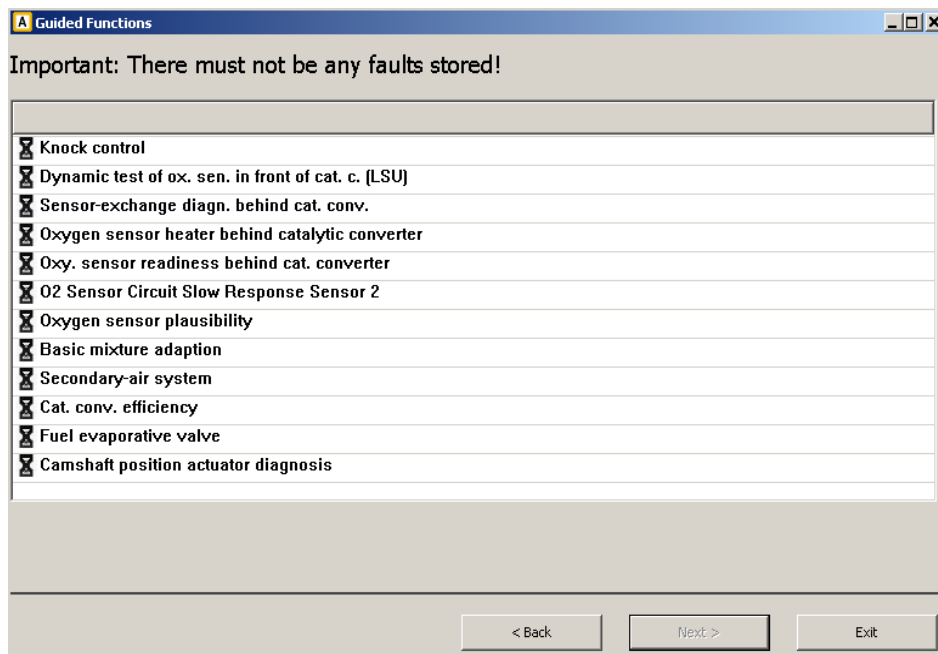 A Guided Functions
Important: There must not be any faults stored!
Knock control
Dynamic test of ox. sen. in front of cat. c. (LSU)
Sensor-exchange diagn. behind cat. conv.
Oxygen sensor heater behind catalytic converter
Oxy. sensor readiness behind cat. converter
O2 Sensor Circuit Slow Response Sensor 2
Oxygen sensor plausibility
Basic mixture adaption
Secondary-air system
Cat. conv. efficiency
Fuel evaporative valve
Camshaft position actuator diagnosis
< Back Next > Exit